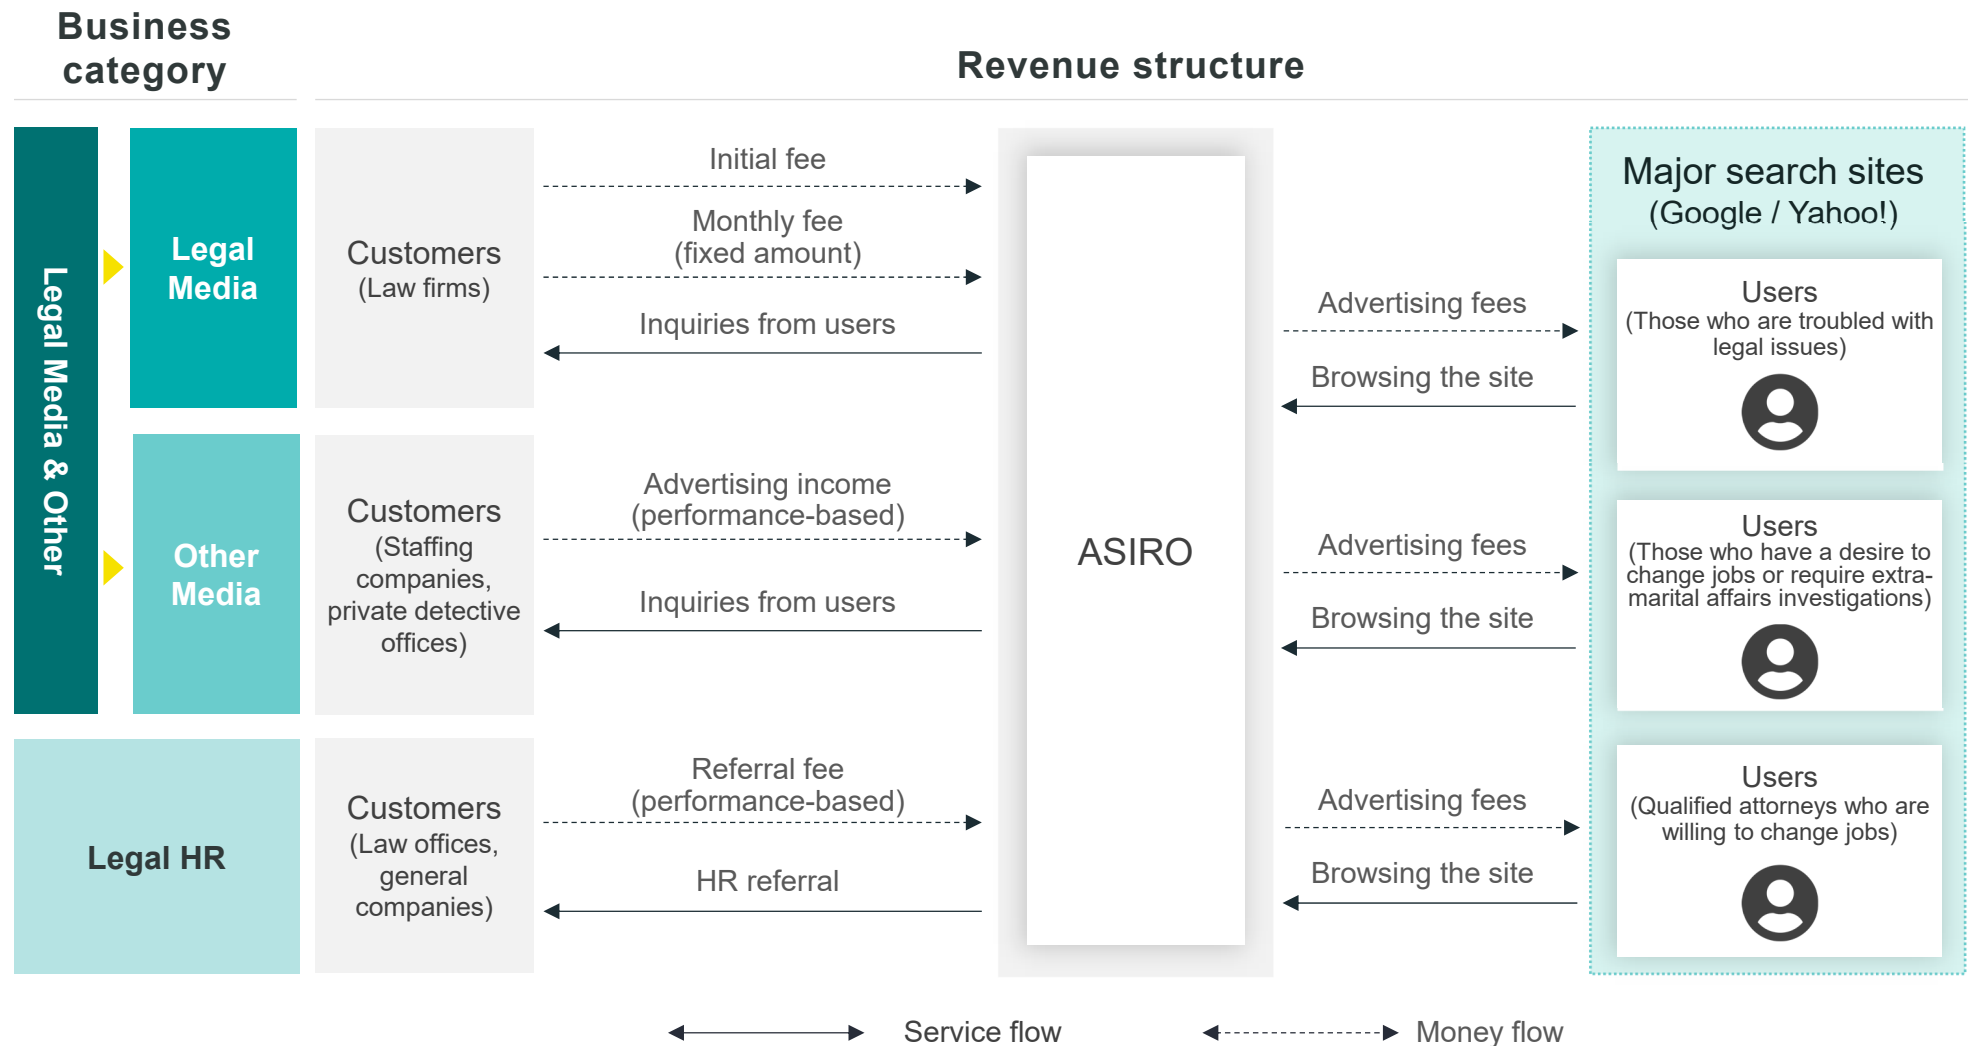 Business
category
Revenue structure
Legal Media & Other
Legal
Media
Customers
(Law firms)
Initial fee
Monthly fee
(fixed amount)
Inquiries from users
Other
Media
Customers
(Staffing
companies,
private detective
offices)
Advertising income
(performance-based)
Inquiries from users
Legal HR
Customers
(Law offices,
general
companies)
Referral fee
(performance-based)
HR referral
ASIRO
Advertising fees
Browsing the site
Advertising fees
Browsing the site
Advertising fees
Browsing the site
Major search sites
(Google / Yahoo!)
Users
(Those who are troubled with
legal issues)
Users
(Those who have a desire to
change jobs or require extra-
marital affairs investigations)
Users
(Qualified attorneys who are
willing to change jobs)
Service flow
Money flow